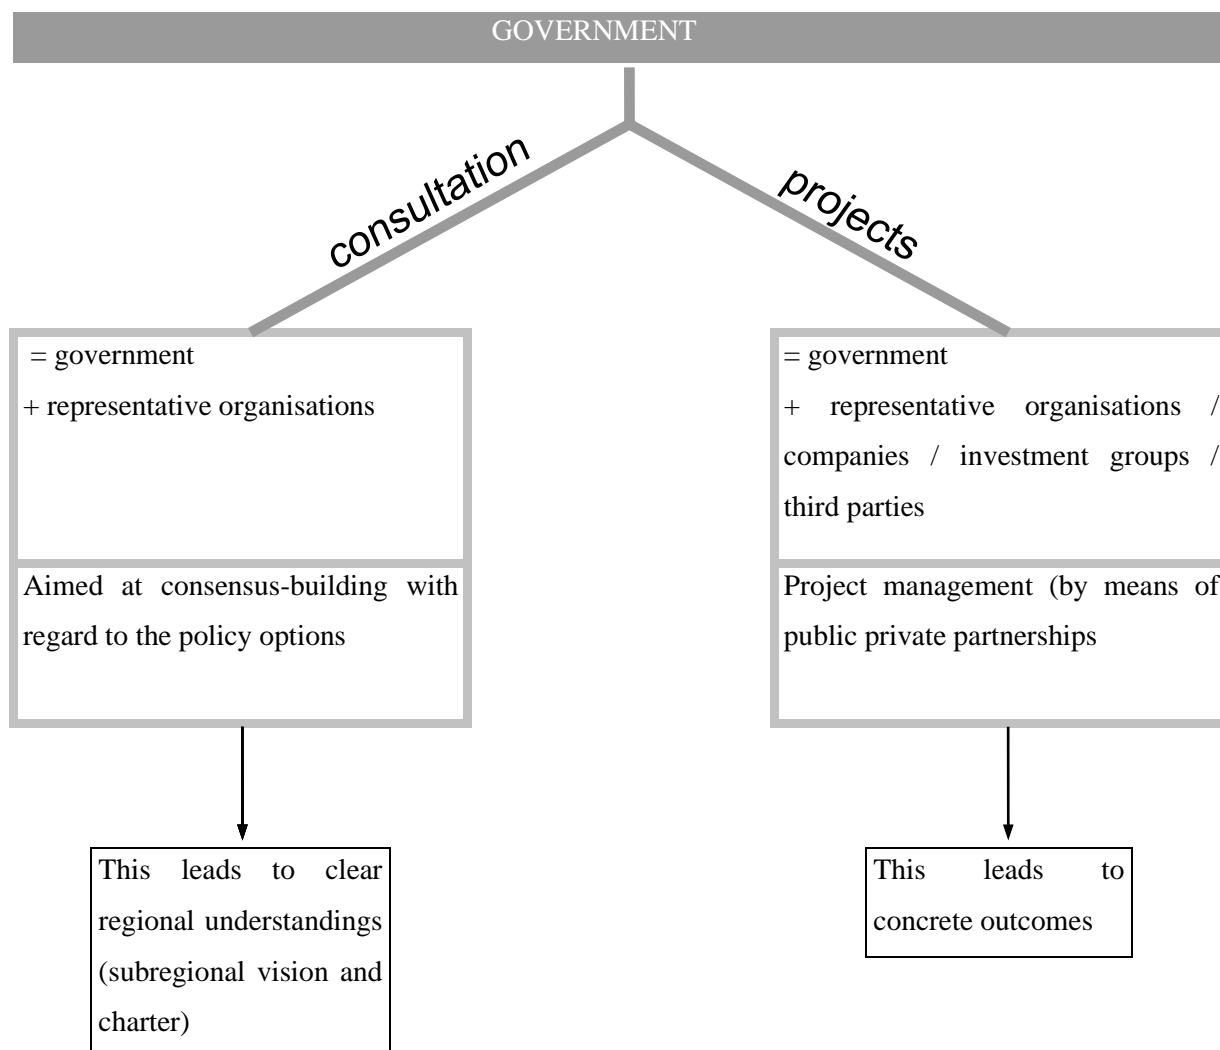 GOVERNMENT
consultation
projects
= government
+ representative organisations
Aimed at consensus-building with
regard to the policy options
This leads to clear
regional understandings
(subregional vision and
charter)
= government
+ representative organisations /
companies / investment groups /
third parties
Project management (by means of
public private partnerships
This leads to
concrete outcomes